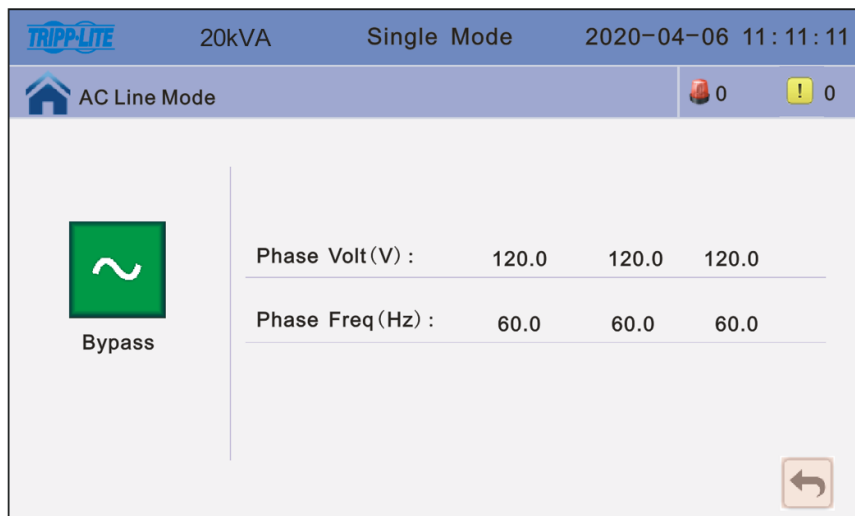 TRIPP·LITE 20kVA Single Mode 2020-04-06 11:11:11
AC Line Mode 0 ! 0
Phase Volt(V): 120.0 120.0 120.0
Phase Freq(Hz): 60.0 60.0 60.0
Bypass